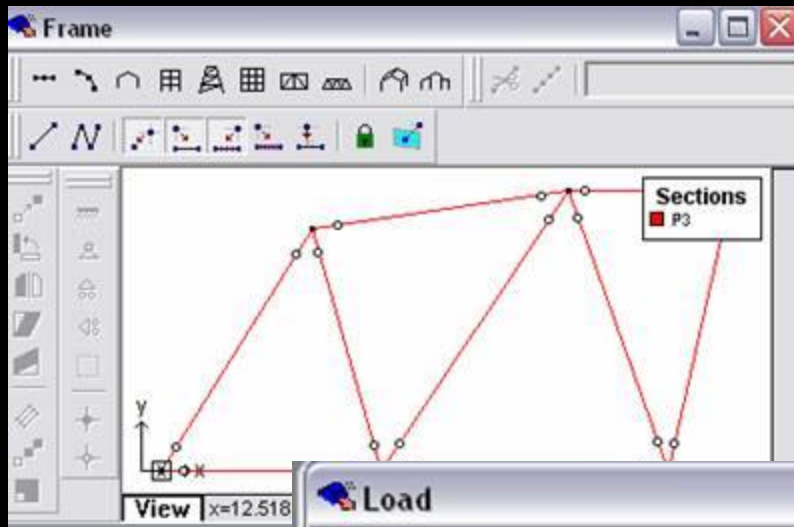 Frame
Sections
P3
y
x
View x=12.518
Load